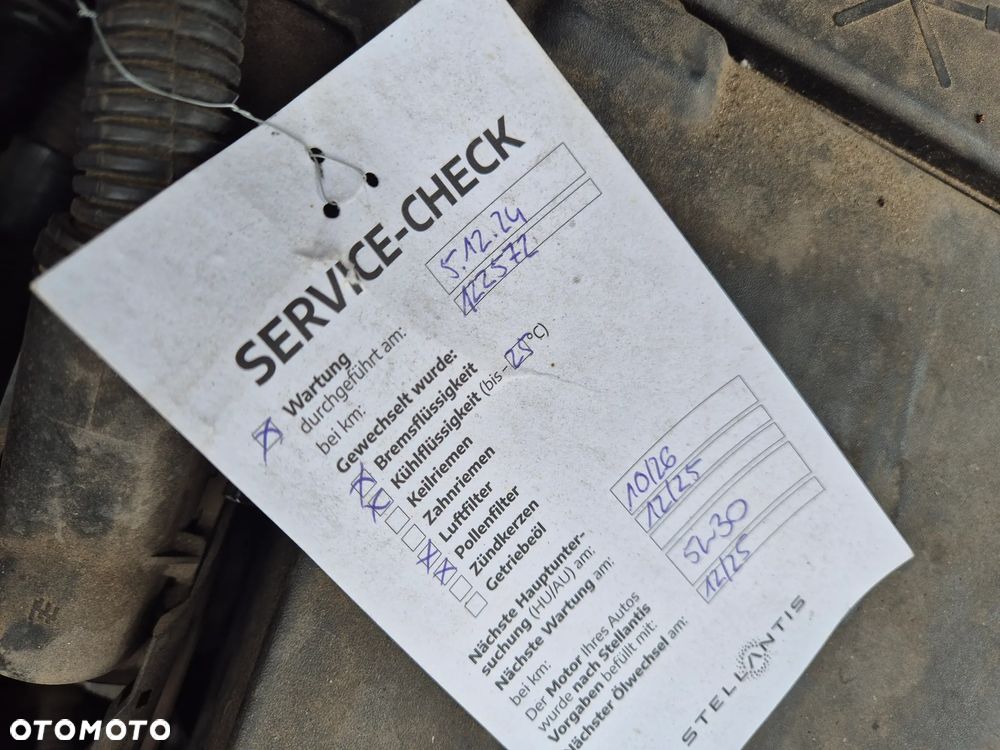 SERVICE-CHECK
Wartung
durchgeführt am: 5.12.24
bei km: 122572
Gewechselt wurde:
Bremsflüssigkeit
Kühlflüssigkeit (bis -25°C)
Keilriemen
Zahnriemen
Luftfilter
Pollenfilter
Zündkerzen
Getriebeöl
Nächste Hauptunter-
suchung (HU/AU) am: 10/26
Nächste Wartung am: 12/25
bei km:
Der Motor Ihres Autos
wurde nach Stellantis
Vorgaben befüllt mit: 5W30
Nächster Ölwechsel am: 12/25
STELLANTIS
OTOMOTO